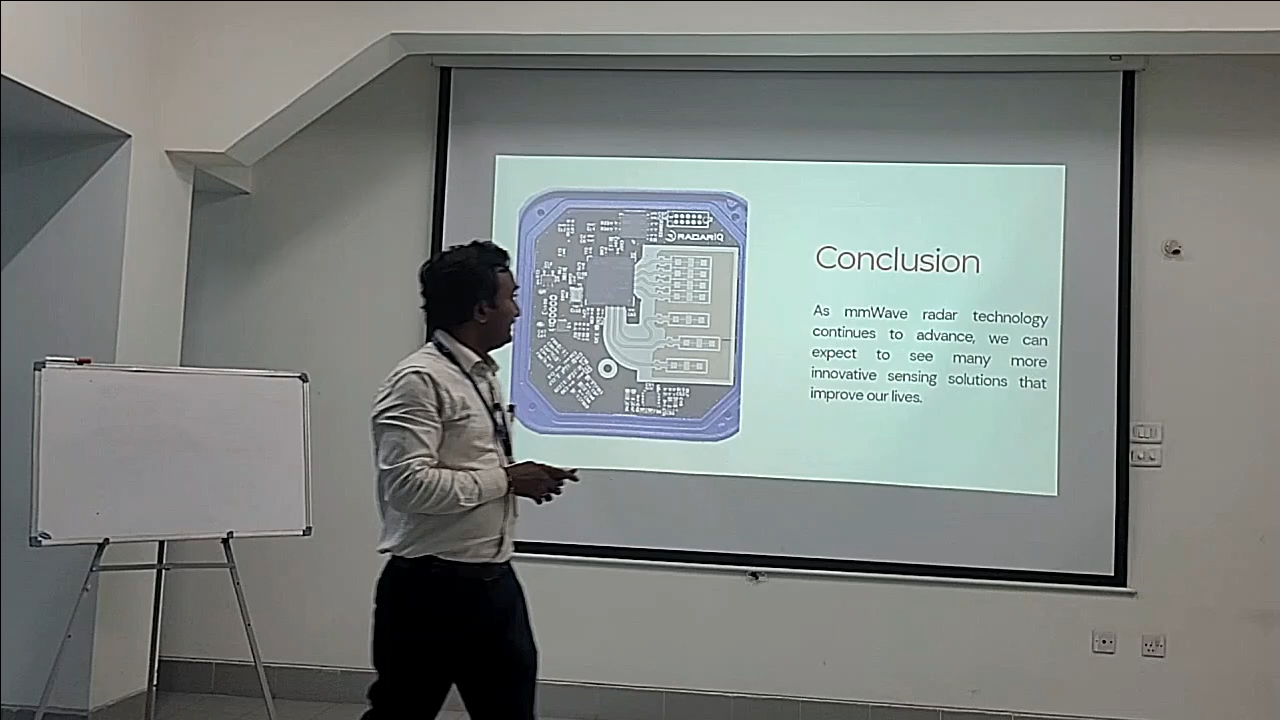 RADARIQ
Conclusion
As mmWave radar technology
continues to advance, we can
expect to see many more
innovative sensing solutions that
improve our lives.